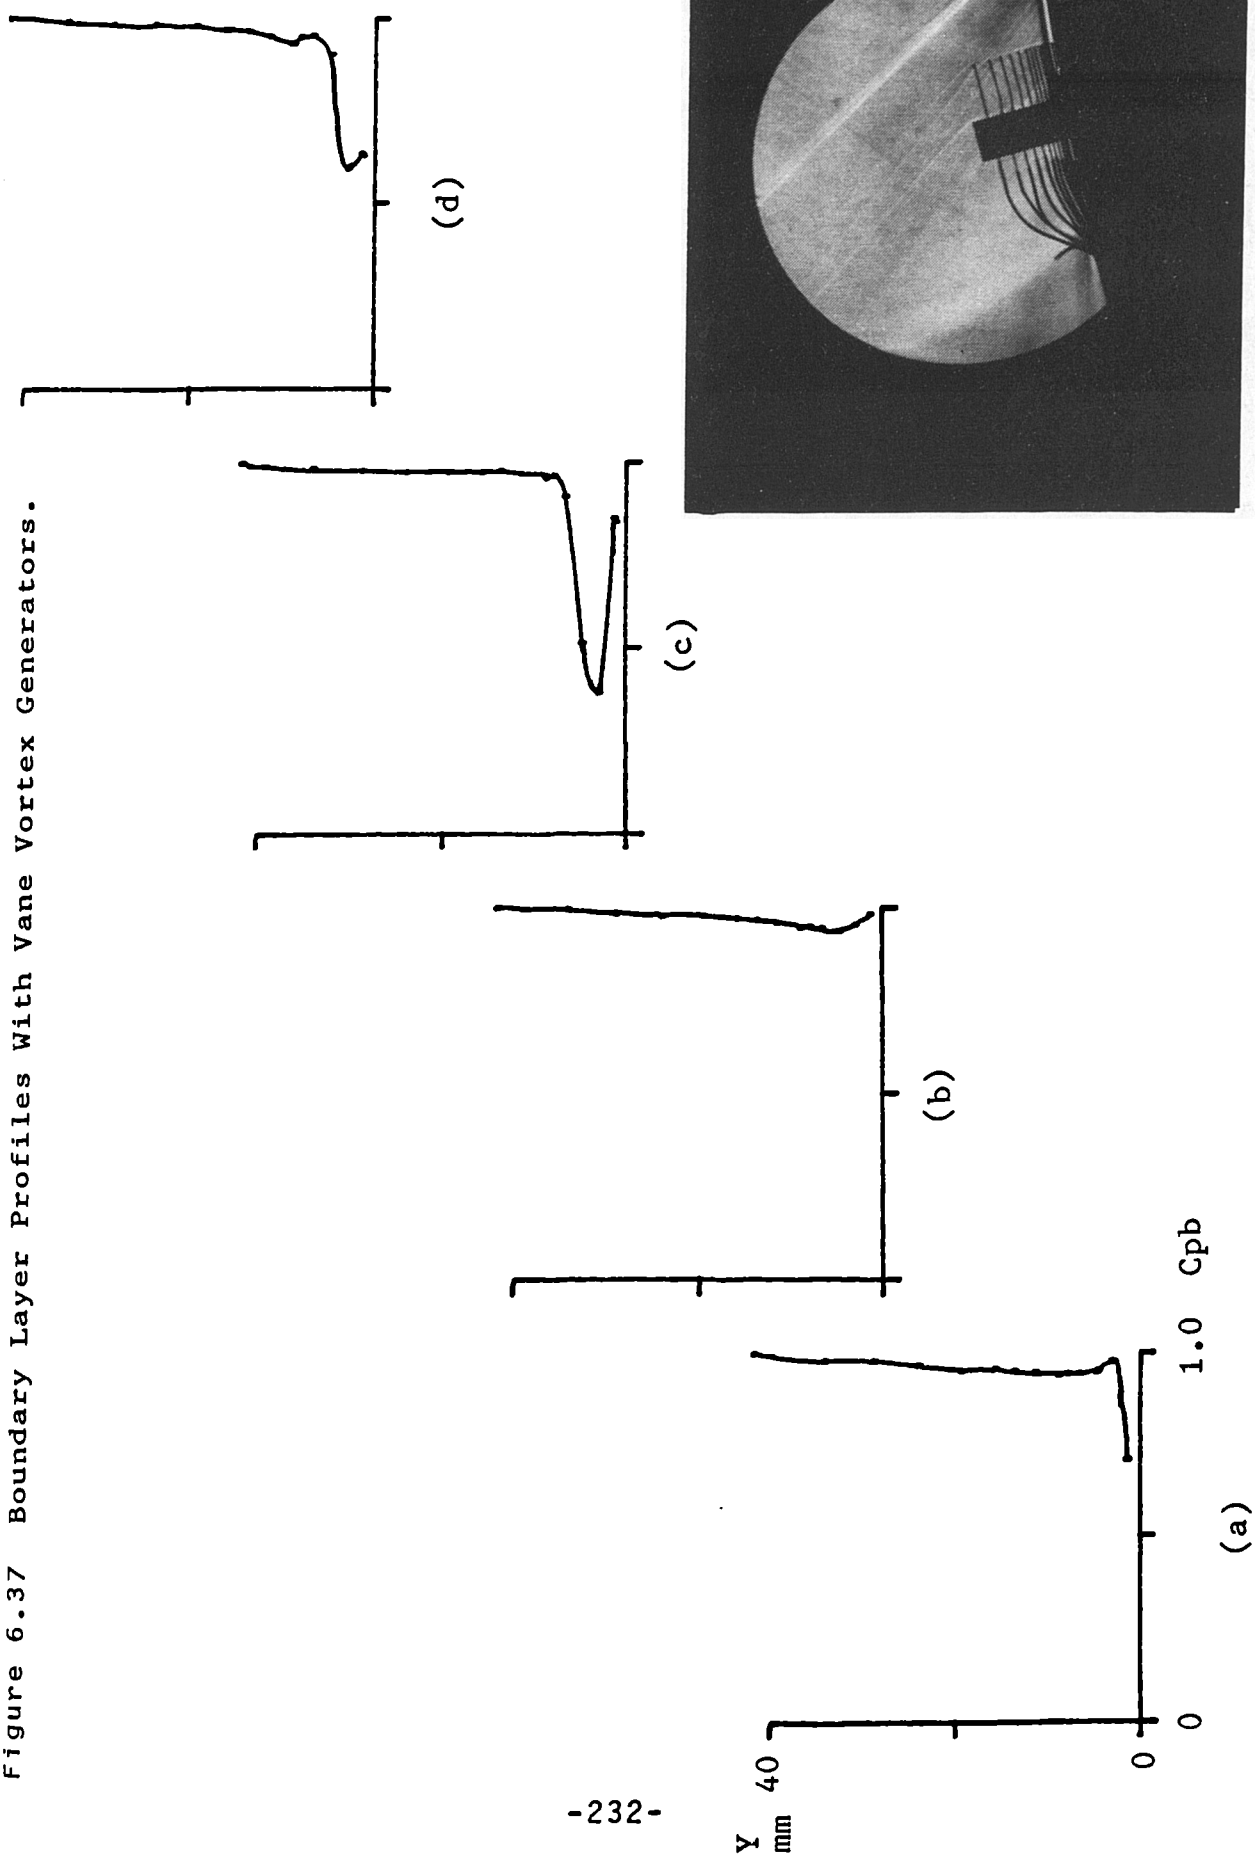 Figure 6.37 Boundary Layer Profiles With Vane Vortex Generators.
(d)
(c)
(b)
(a)
Y
mm
40
0
0
1.0 Cpb
-232-